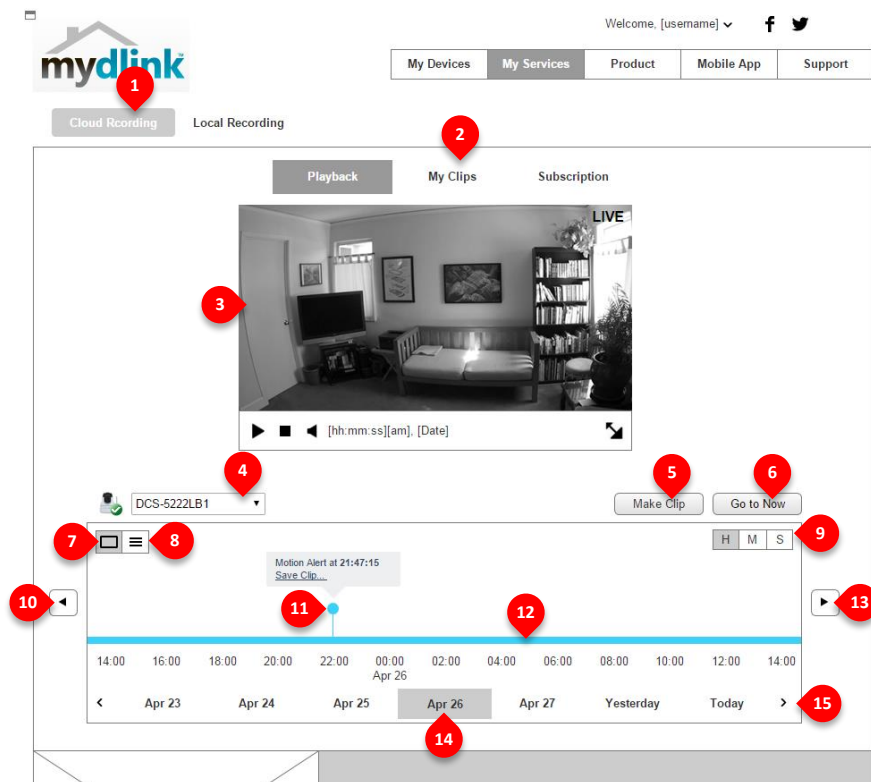 Welcome, [username]
mydlink™
My Devices My Services Product Mobile App Support
1
Cloud Rcording Local Recording
2
Playback My Clips Subscription
LIVE
3
[hh:mm:ss][am], [Date]
4 5 6
DCS-5222LB1 Make Clip Go to Now
7 8 H M S 9
Motion Alert at 21:47:15
Save Clip...
10 11 12 13
14:00 16:00 18:00 20:00 22:00 00:00 02:00 04:00 06:00 08:00 10:00 12:00 14:00
Apr 26
Apr 23 Apr 24 Apr 25 Apr 26 Apr 27 Yesterday Today 15
14